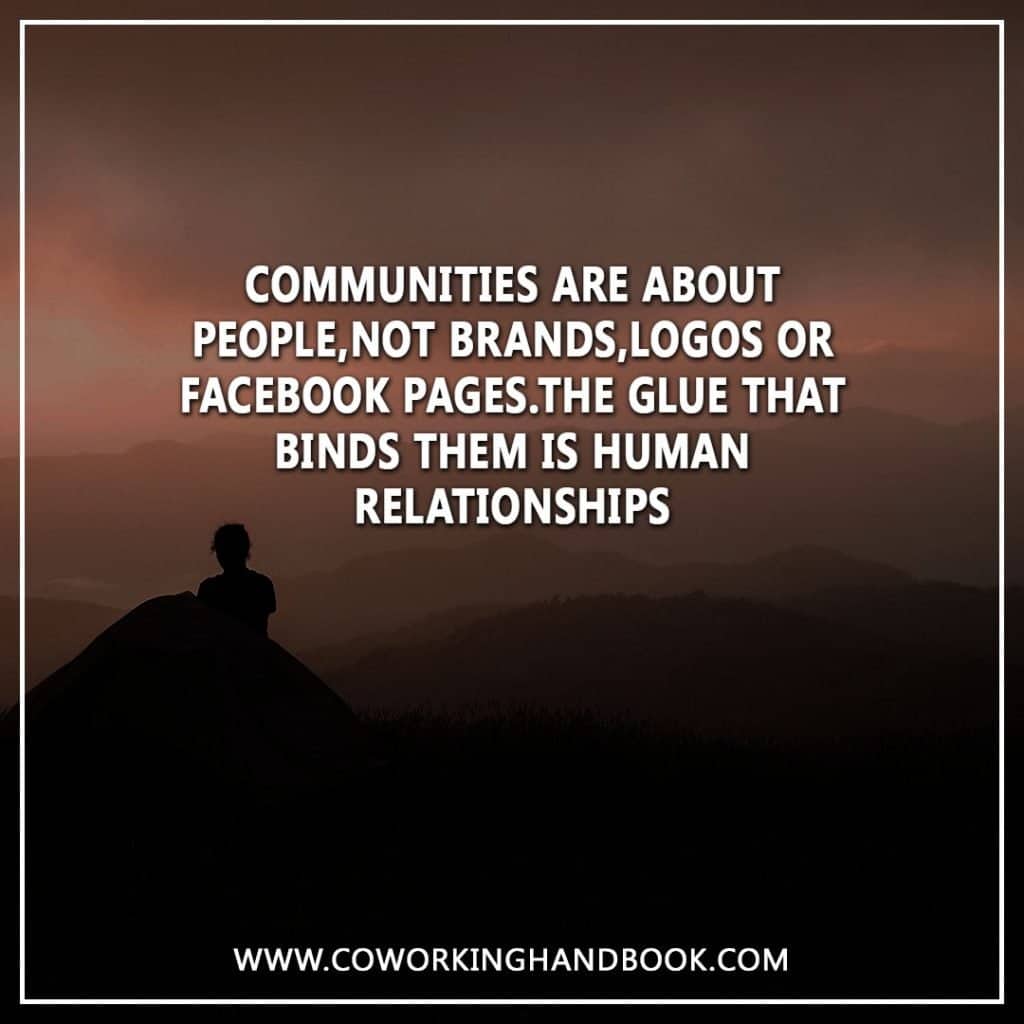 COMMUNITIES ARE ABOUT
PEOPLE,NOT BRANDS,LOGOS OR
FACEBOOK PAGES.THE GLUE THAT
BINDS THEM IS HUMAN
RELATIONSHIPS
WWW.COWORKINGHANDBOOK.COM